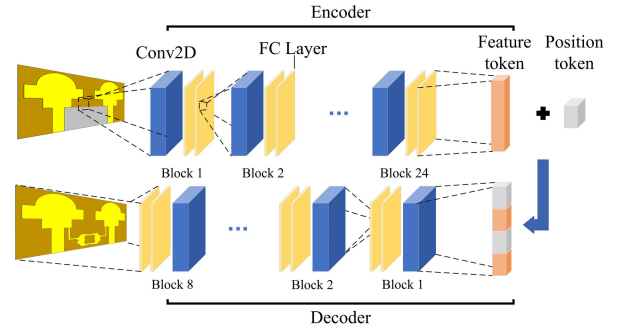 Encoder
Conv2D
FC Layer
Feature
token
Position
token
Block 1
Block 2
Block 24
Block 8
Block 2
Block 1
Decoder